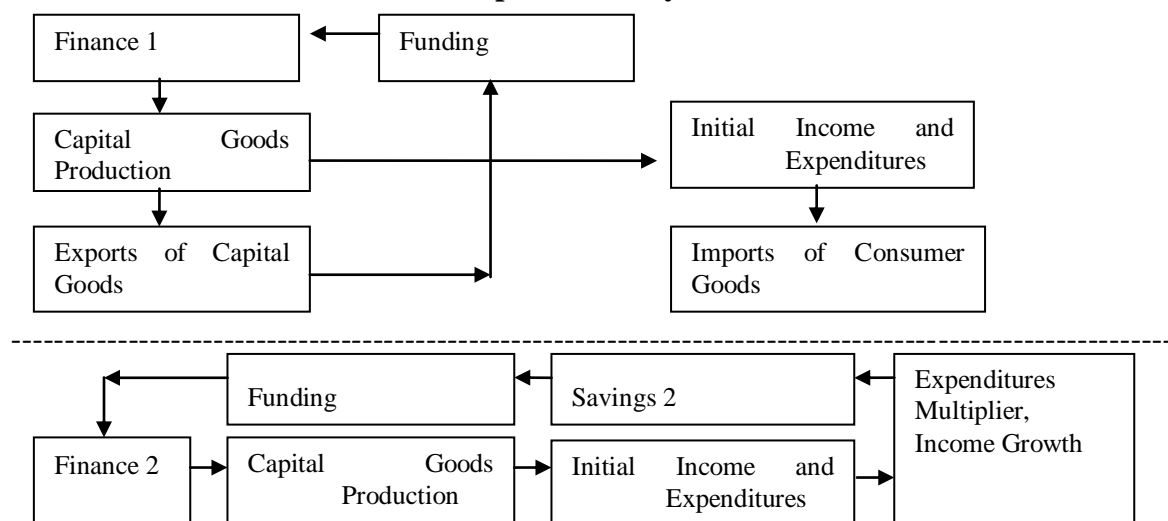 Finance 1
Funding
Capital Goods
Production
Initial Income and
Expenditures
Exports of Capital
Goods
Imports of Consumer
Goods
Funding
Savings 2
Expenditures
Multiplier,
Income Growth
Finance 2
Capital Goods
Production
Initial Income and
Expenditures